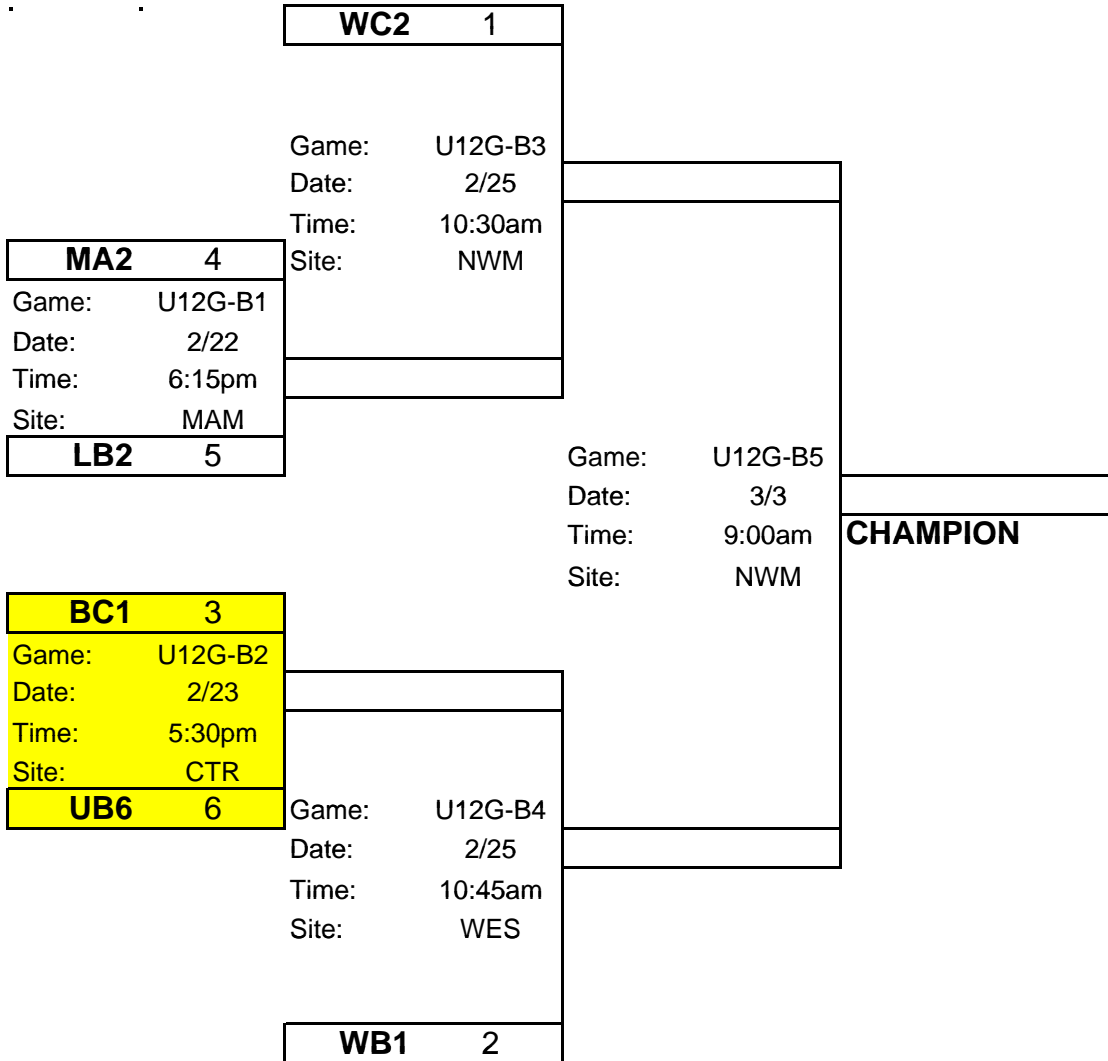 WC2 1
Game: U12G-B3
Date: 2/25
Time: 10:30am
Site: NWM
MA2 4
Game: U12G-B1
Date: 2/22
Time: 6:15pm
Site: MAM
LB2 5
Game: U12G-B5
Date: 3/3
Time: 9:00am
Site: NWM
CHAMPION
BC1 3
Game: U12G-B2
Date: 2/23
Time: 5:30pm
Site: CTR
UB6 6
Game: U12G-B4
Date: 2/25
Time: 10:45am
Site: WES
WB1 2